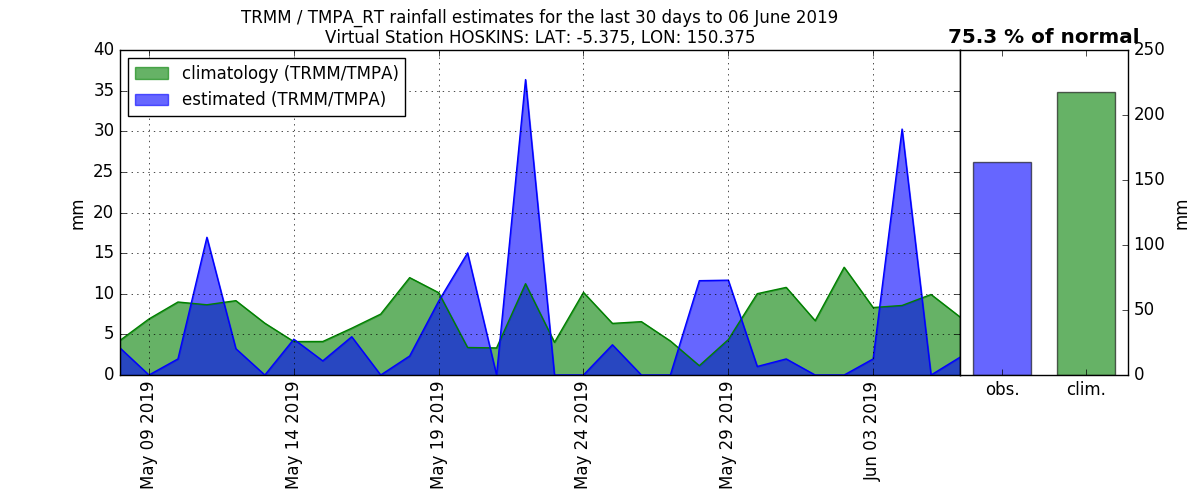 TRMM / TMPA_RT rainfall estimates for the last 30 days to 06 June 2019
Virtual Station HOSKINS: LAT: -5.375, LON: 150.375
75.3 % of normal
climatology (TRMM/TMPA)
estimated (TRMM/TMPA)
40
35
30
25
20
15
10
5
0
mm
May 09 2019
May 14 2019
May 19 2019
May 24 2019
May 29 2019
Jun 03 2019
250
200
150
100
50
0
mm
obs.
clim.